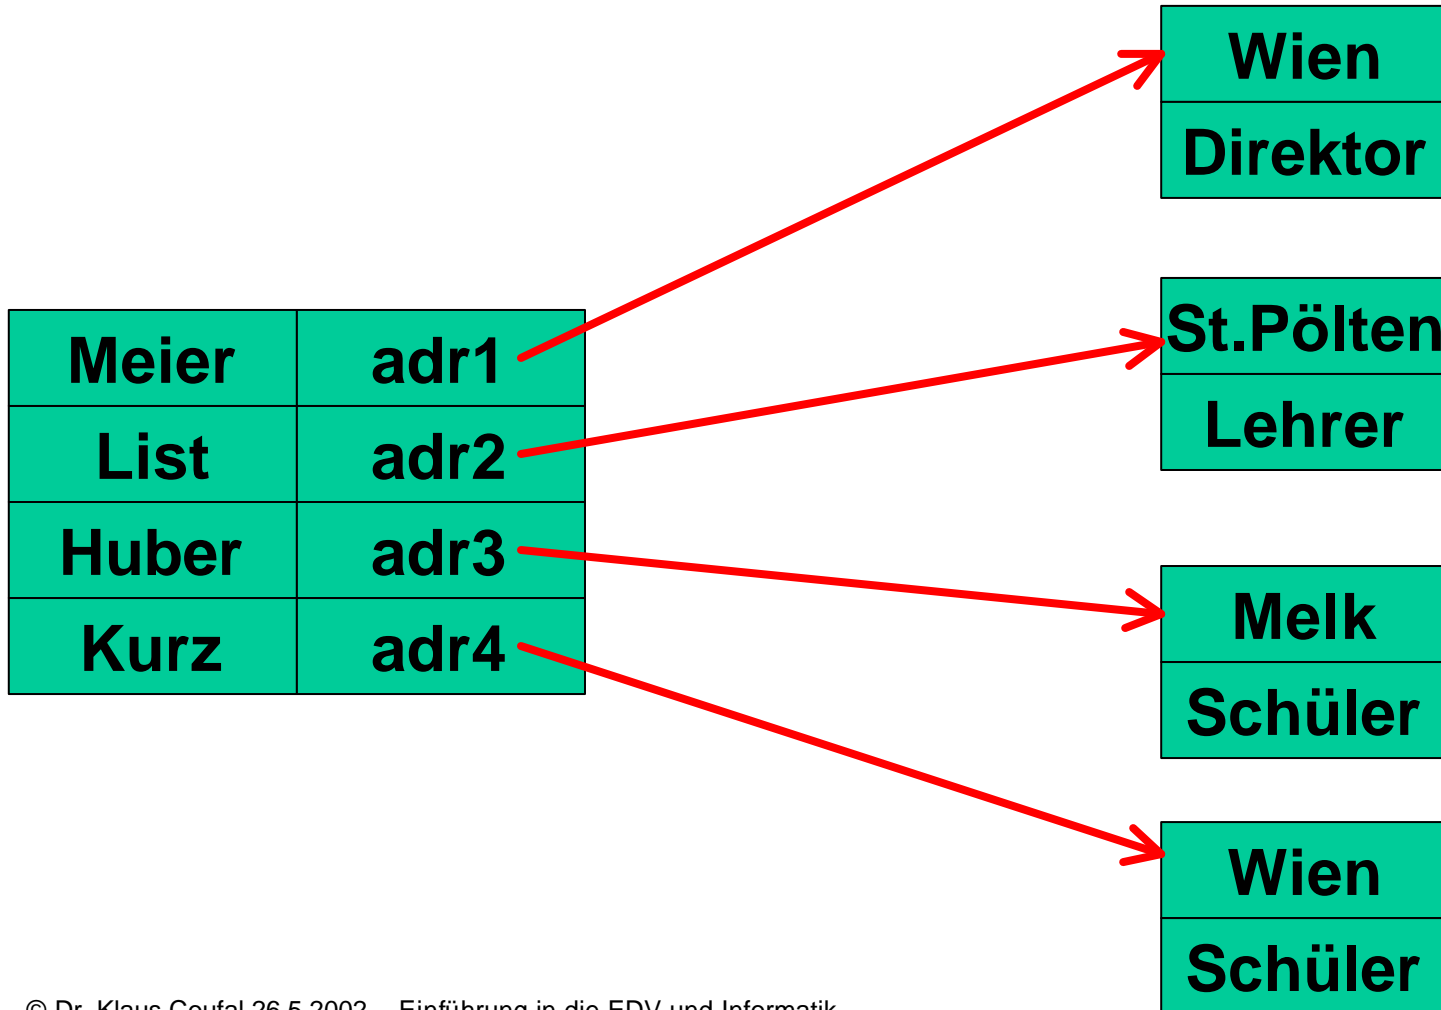 Wien
Direktor
St.Pölten
Lehrer
Meier adr1
List adr2
Huber adr3
Kurz adr4
Melk
Schüler
Wien
Schüler
© Dr. Klaus Coufal 26.5.2002 Einführung in die EDV und Informatik